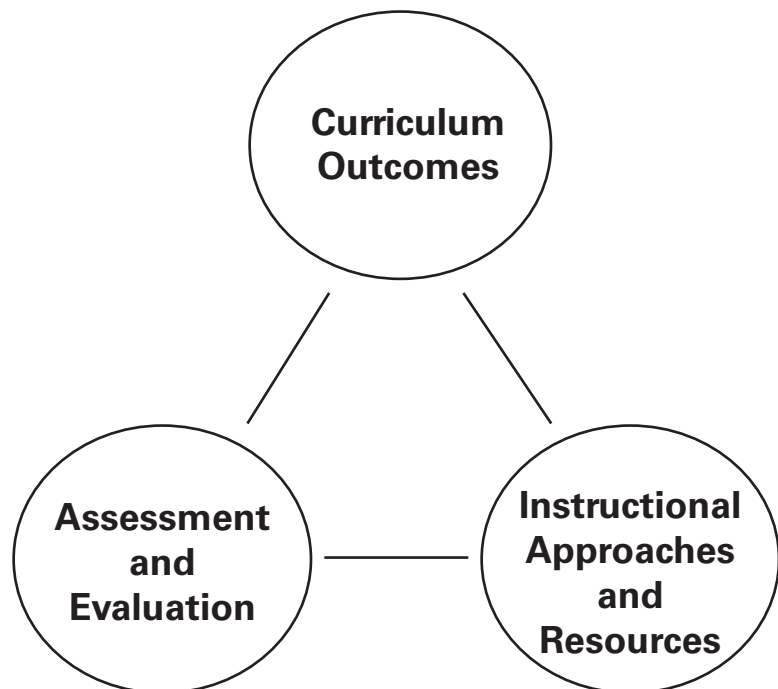 Curriculum
Outcomes
Assessment
and
Evaluation
Instructional
Approaches
and
Resources